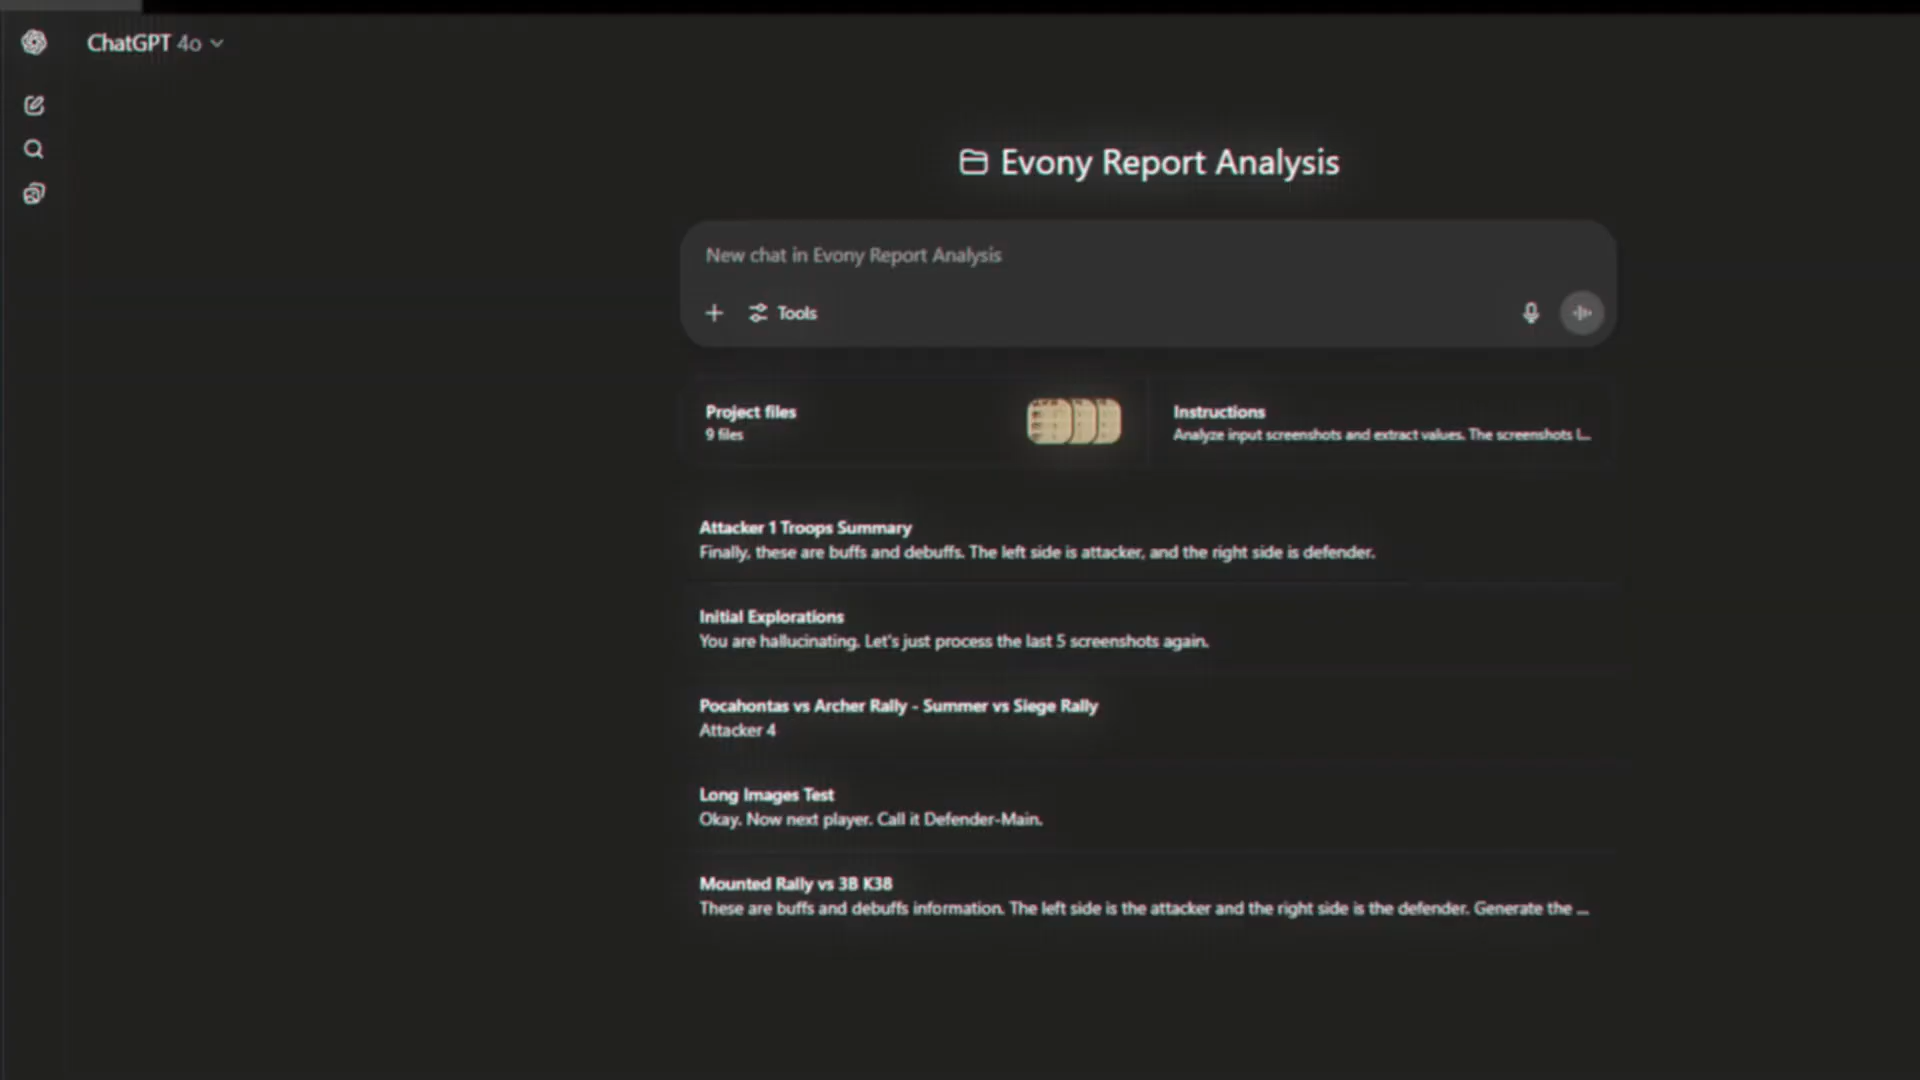 ChatGPT 4o
Evony Report Analysis
New chat in Evony Report Analysis
Tools
Project files
9 files
Instructions
Analyze input screenshots and extract values. The screenshots l...
Attacker 1 Troops Summary
Finally, these are buffs and debuffs. The left side is attacker, and the right side is defender.
Initial Explorations
You are hallucinating. Let's just process the last 5 screenshots again.
Pocahontas vs Archer Rally - Summer vs Siege Rally
Attacker 4
Long Images Test
Okay. Now next player. Call it Defender-Main.
Mounted Rally vs 3B K38
These are buffs and debuffs information. The left side is the attacker and the right side is the defender. Generate the ...